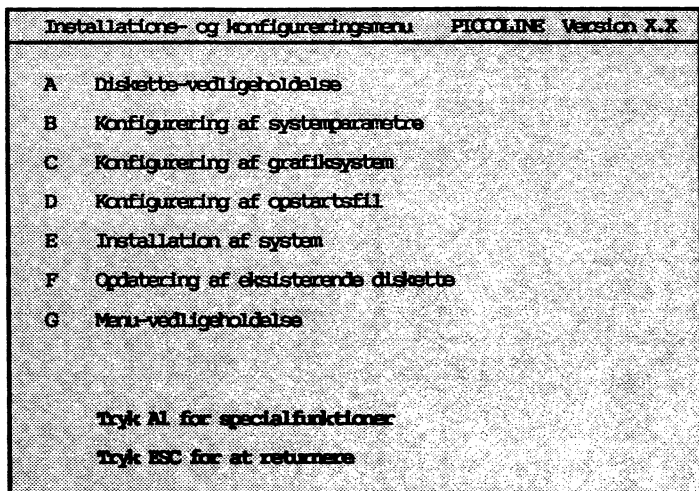 Installations- og konfigureringsmenu PICCOLINE Version X.X
A Diskette-vedligeholdelse
B Konfigurering af systemparametre
C Konfigurering af grafiksystem
D Konfigurering af opstartsfil
E Installation af system
F Opdatering af eksisterende diskette
G Menu-vedligeholdelse
Tryk A1 for specialfunktioner
Tryk ESC for at returnere